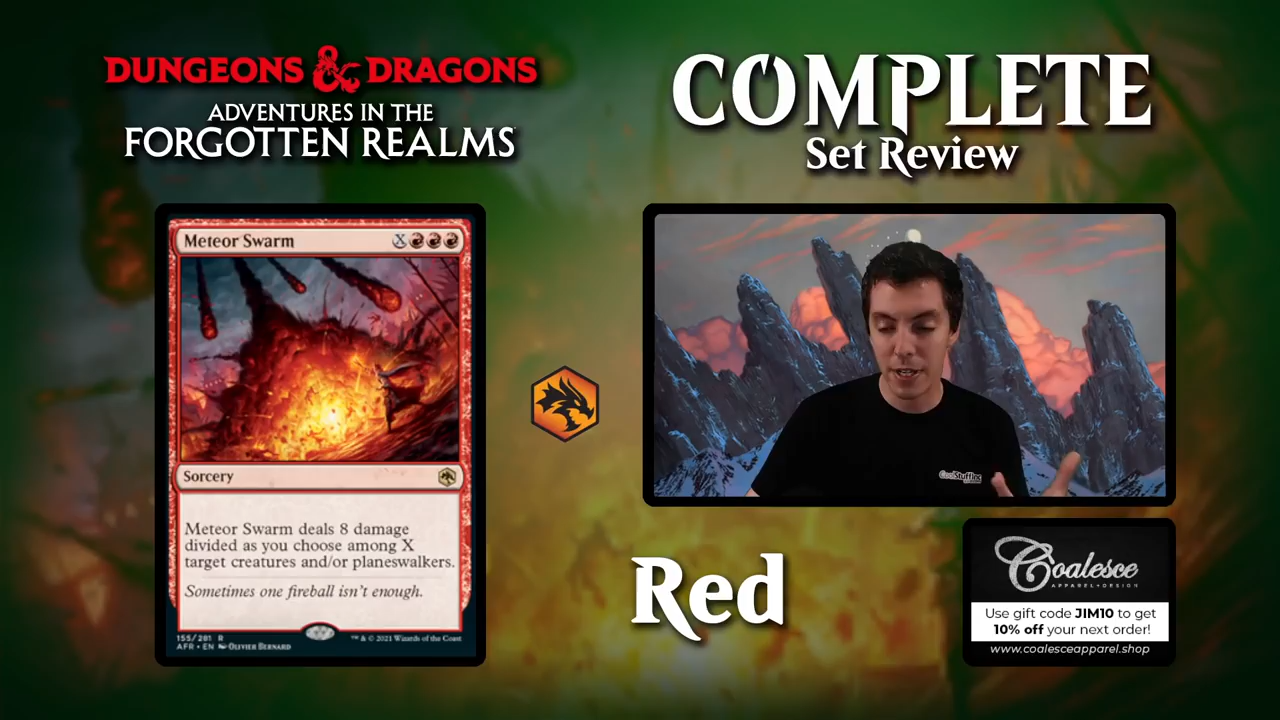 DUNGEONS & DRAGONS
ADVENTURES IN THE
FORGOTTEN REALMS
COMPLETE
Set Review
Meteor Swarm
X
Sorcery
Meteor Swarm deals 8 damage
divided as you choose among X
target creatures and/or planeswalkers.
Sometimes one fireball isn't enough.
155/281 R
AFR • EN OLIVIER BERNARD
™ & © 2021 Wizards of the Coast
CoolStuffInc
Red
Coalesce
APPAREL+DESIGN
Use gift code JIM10 to get
10% off your next order!
www.coalesceapparel.shop